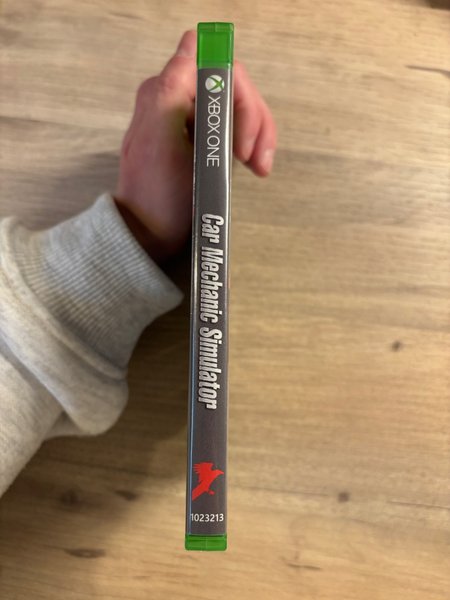 XBOX ONE
Car Mechanic Simulator
1023213